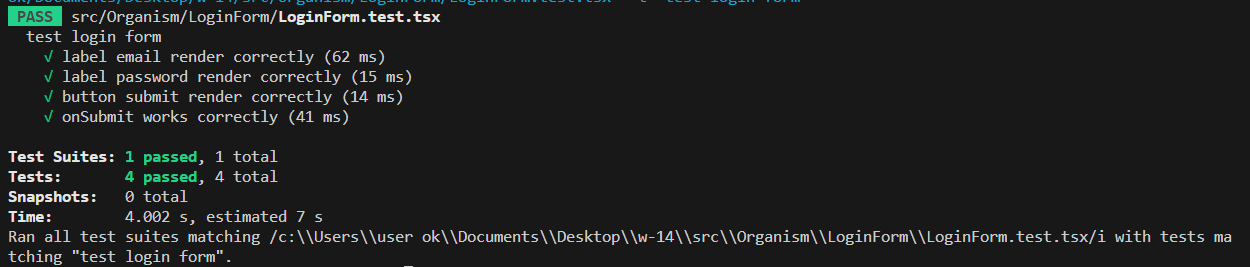 PASS src/Organism/LoginForm/LoginForm.test.tsx
test login form
√ label email render correctly (62 ms)
√ label password render correctly (15 ms)
√ button submit render correctly (14 ms)
√ onSubmit works correctly (41 ms)
Test Suites: 1 passed, 1 total
Tests: 4 passed, 4 total
Snapshots: 0 total
Time: 4.002 s, estimated 7 s
Ran all test suites matching /c:\\Users\\user ok\\Documents\\Desktop\\w-14\\src\\Organism\\LoginForm\\LoginForm.test.tsx/i with tests ma
tching "test login form".